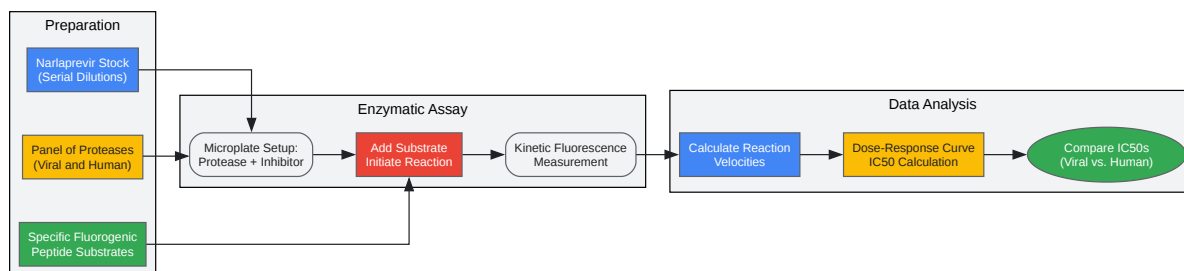 Preparation
Narlaprevir Stock
(Serial Dilutions)
Panel of Proteases
(Viral and Human)
Specific Fluorogenic
Peptide Substrates
Enzymatic Assay
Microplate Setup:
Protease + Inhibitor
Add Substrate
Initiate Reaction
Kinetic Fluorescence
Measurement
Data Analysis
Calculate Reaction
Velocities
Dose-Response Curve
IC50 Calculation
Compare IC50s
(Viral vs. Human)